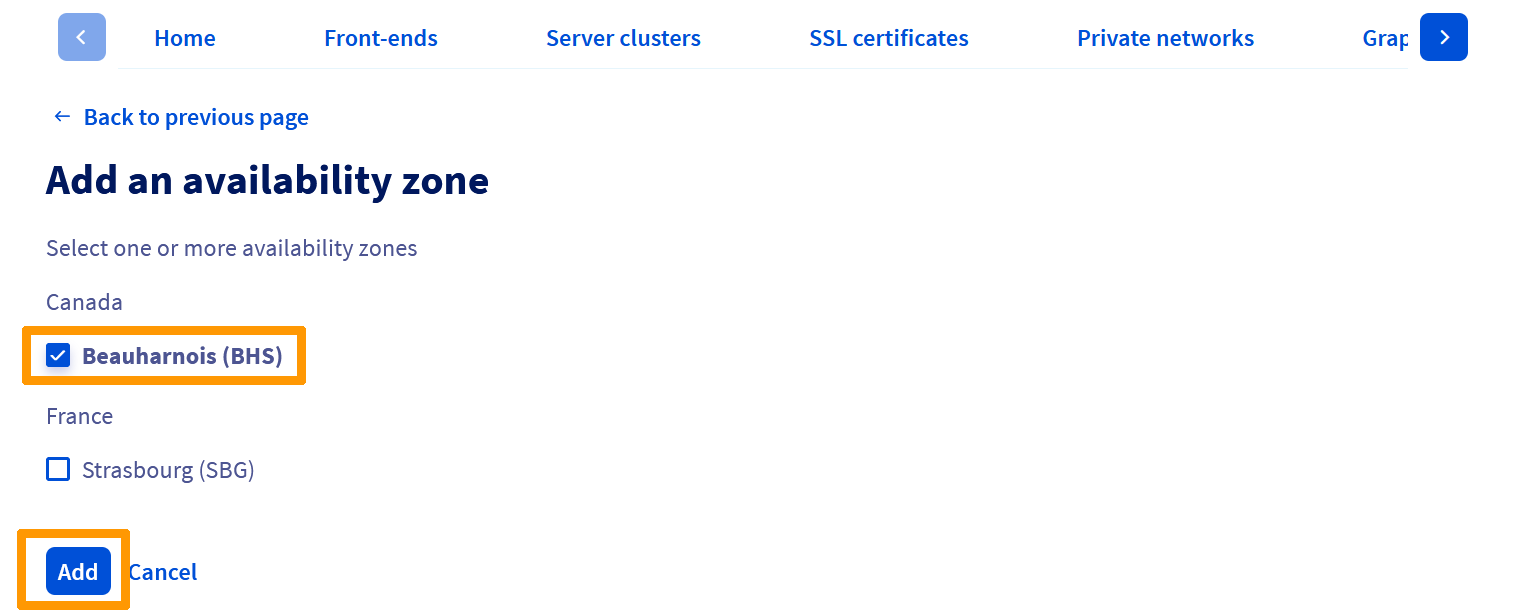 Home Front-ends Server clusters SSL certificates Private networks Grap
Back to previous page
Add an availability zone
Select one or more availability zones
Canada
Beauharnois (BHS)
France
Strasbourg (SBG)
Add Cancel